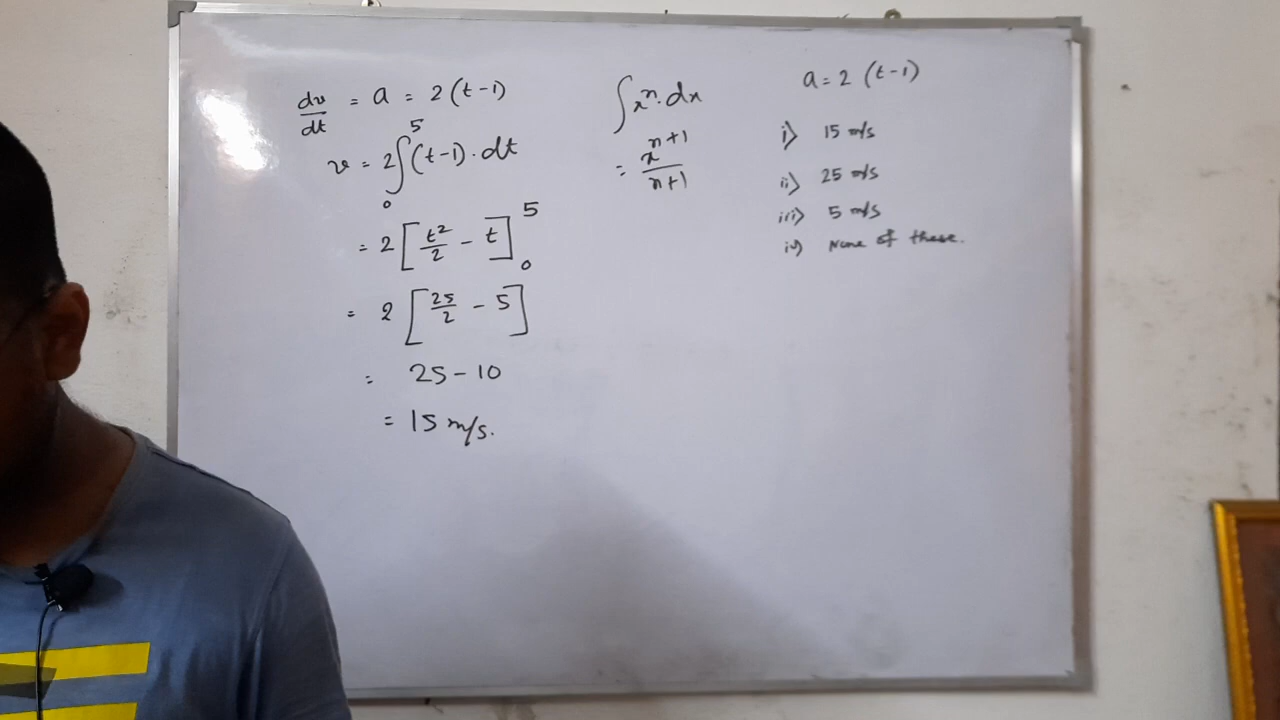 dv/dt = a = 2(t-1)
v = 2∫₀⁵(t-1).dt
= 2[t²/2 - t]₀⁵
= 2[25/2 - 5]
= 25-10
= 15 m/s.
∫xⁿ.dx
= xⁿ⁺¹/n+1
a=2 (t-1)
i> 15 m/s
ii> 25 m/s
iii> 5 m/s
iv> None of these.